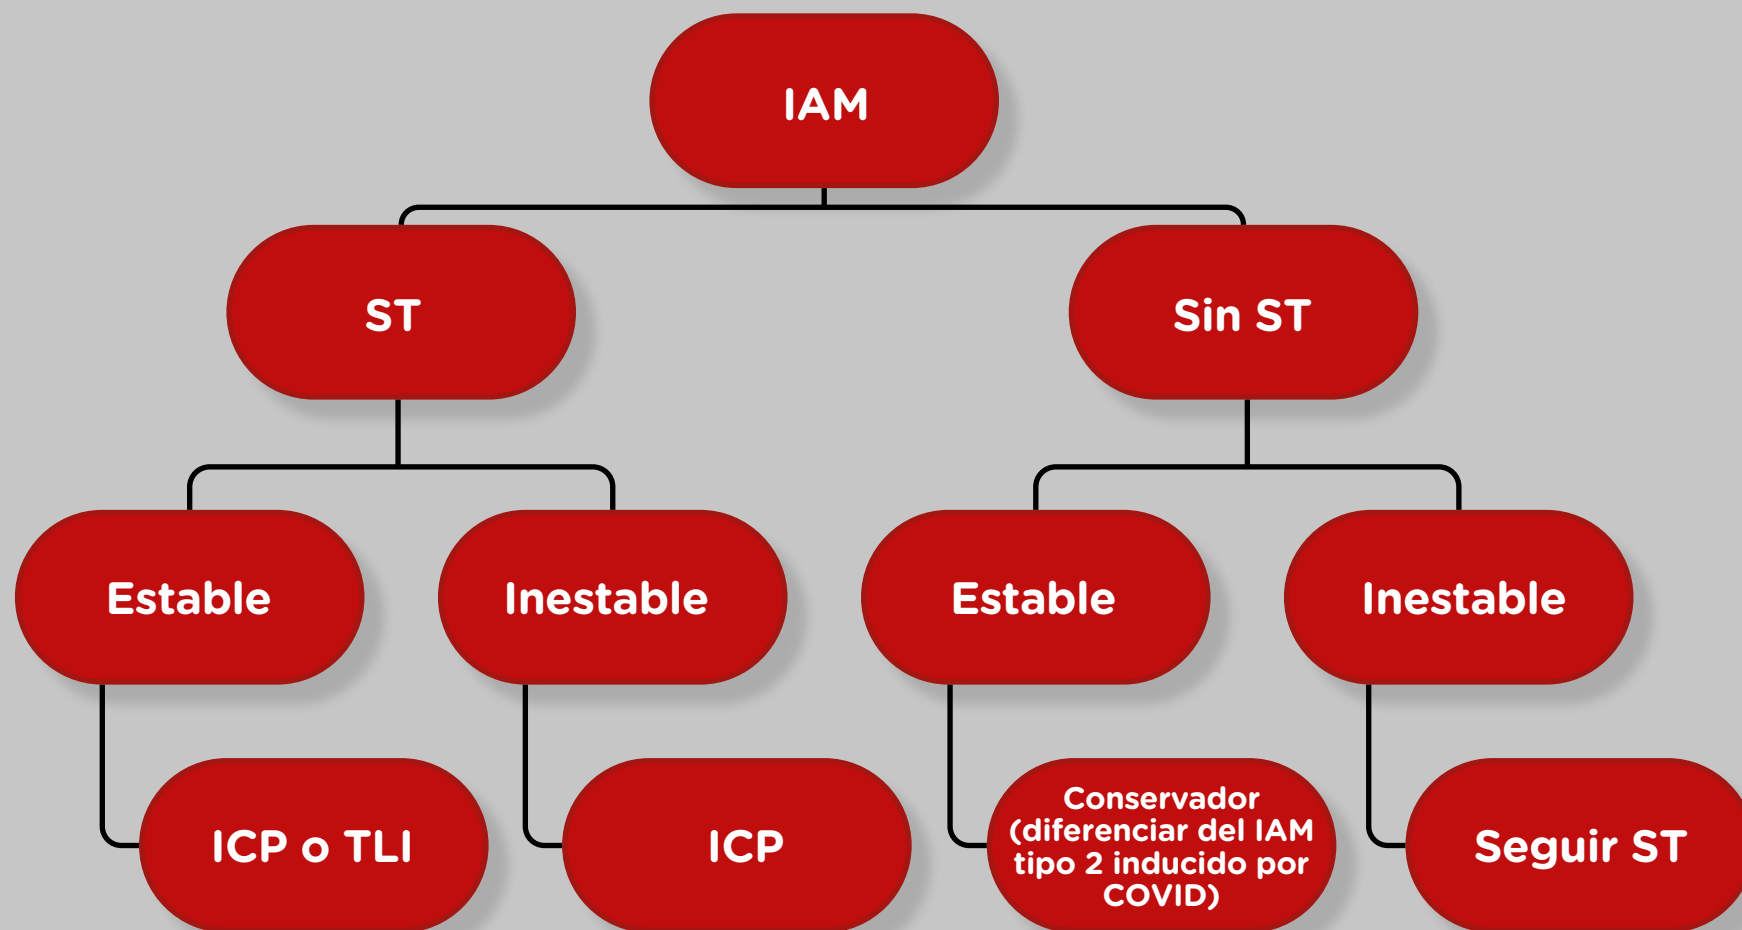 IAM
ST
Sin ST
Estable
Inestable
Estable
Inestable
ICP o TLI
ICP
Conservador
(diferenciar del IAM
tipo 2 inducido por
COVID)
Seguir ST